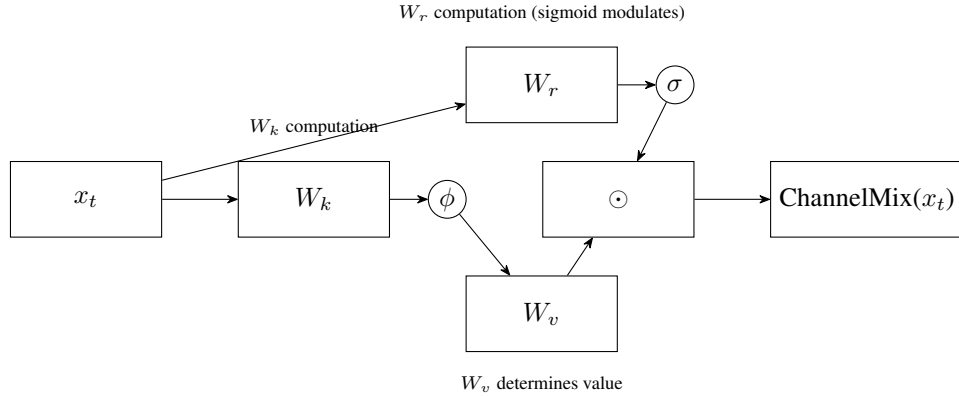 W_r computation (sigmoid modulates)
W_r
σ
W_k computation
x_t
W_k
ϕ
⊙
ChannelMix(x_t)
W_v
W_v determines value